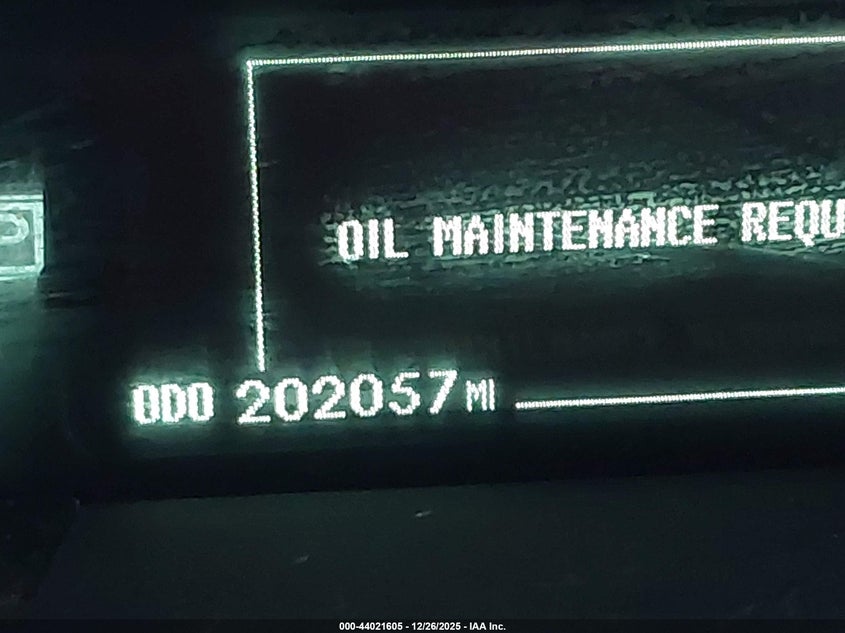 OIL MAINTENANCE REQU
P
ODO 202057 MI
000-44021605 - 12/26/2025 - IAA Inc.